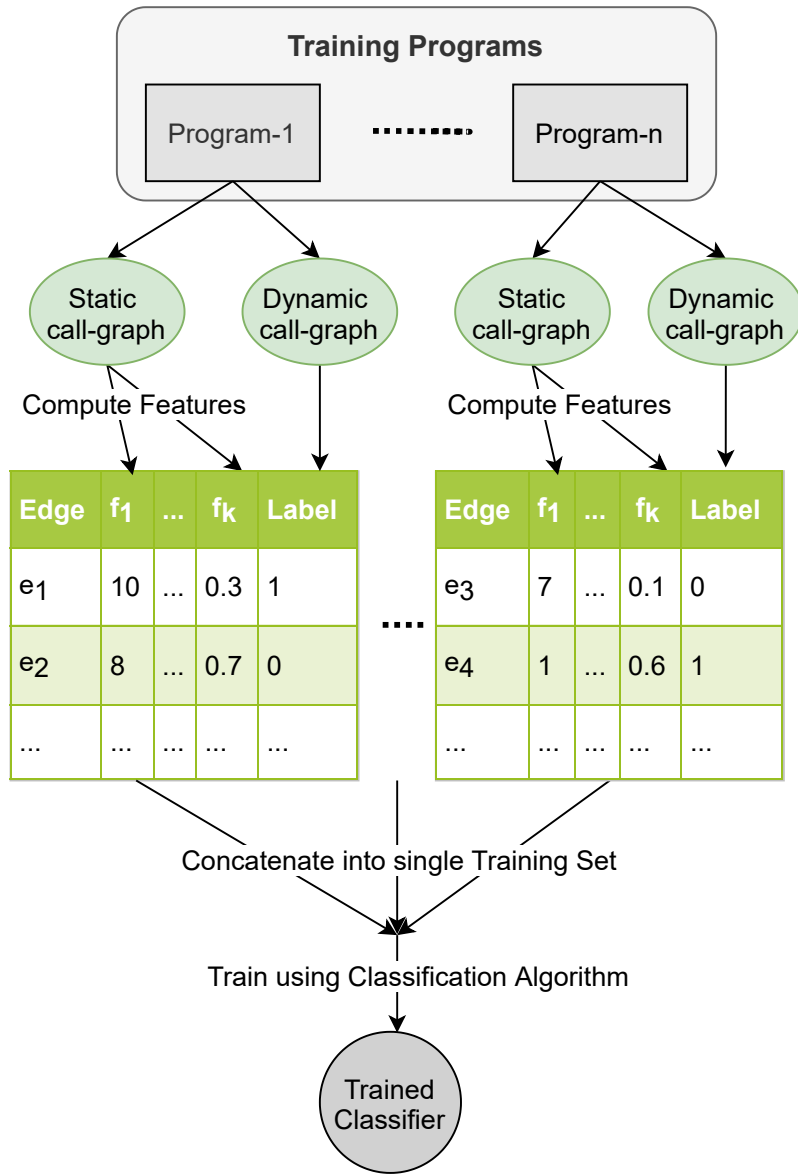 Training Programs
Program-1
Program-n
Static
call-graph
Dynamic
call-graph
Static
call-graph
Dynamic
call-graph
Compute Features
Compute Features
Edge f1 ... fk Label
e1 10 ... 0.3 1
e2 8 ... 0.7 0
... ... ... ... ...
Edge f1 ... fk Label
e3 7 ... 0.1 0
e4 1 ... 0.6 1
... ... ... ... ...
Concatenate into single Training Set
Train using Classification Algorithm
Trained
Classifier